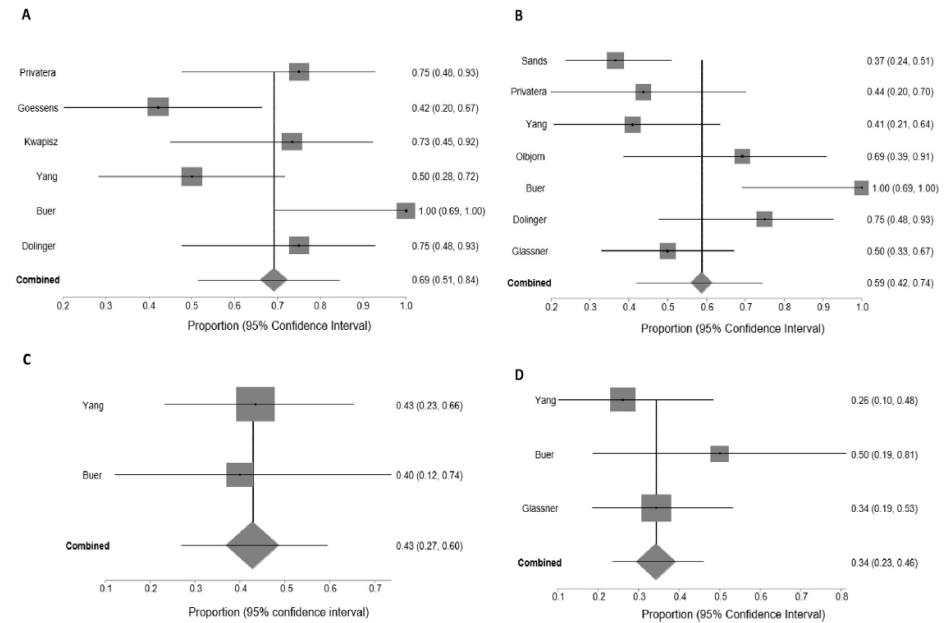 A
Privatera 0.75 (0.48, 0.93)
Goessens 0.42 (0.20, 0.67)
Kwapisz 0.73 (0.45, 0.92)
Yang 0.50 (0.28, 0.72)
Buer 1.00 (0.69, 1.00)
Dolinger 0.75 (0.48, 0.93)
Combined 0.69 (0.51, 0.84)
0.2 0.3 0.4 0.5 0.6 0.7 0.8 0.9 1.0
Proportion (95% Confidence Interval)
B
Sands 0.37 (0.24, 0.51)
Privatera 0.44 (0.20, 0.70)
Yang 0.41 (0.21, 0.64)
Olbjorn 0.69 (0.39, 0.91)
Buer 1.00 (0.69, 1.00)
Dolinger 0.75 (0.48, 0.93)
Glassner 0.50 (0.33, 0.67)
Combined 0.59 (0.42, 0.74)
0.2 0.3 0.4 0.5 0.6 0.7 0.8 0.9 1.0
Proportion (95% Confidence Interval)
C
Yang 0.43 (0.23, 0.66)
Buer 0.40 (0.12, 0.74)
Combined 0.43 (0.27, 0.60)
0.1 0.2 0.3 0.4 0.5 0.6 0.7
Proportion (95% confidence interval)
D
Yang 0.26 (0.10, 0.48)
Buer 0.50 (0.19, 0.81)
Glassner 0.34 (0.19, 0.53)
Combined 0.34 (0.23, 0.46)
0.1 0.2 0.3 0.4 0.5 0.6 0.7 0.8
Proportion (95% Confidence Interval)